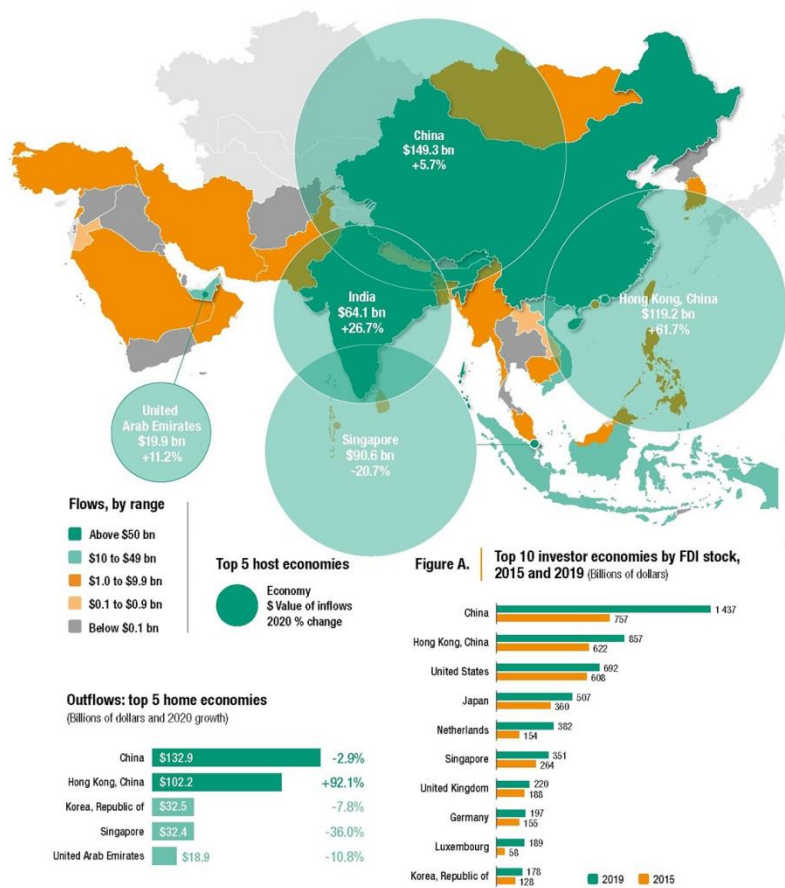 China
$149.3 bn
+5.7%
Hong Kong, China
$119.2 bn
+61.7%
India
$64.1 bn
+26.7%
United
Arab Emirates
$19.9 bn
+11.2%
Singapore
$90.6 bn
-20.7%
Flows, by range
Above $50 bn
$10 to $49 bn
$1.0 to $9.9 bn
$0.1 to $0.9 bn
Below $0.1 bn
Top 5 host economies
Economy
$ Value of inflows
2020 % change
Figure A.
Top 10 investor economies by FDI stock,
2015 and 2019 (Billions of dollars)
China 1 437
757
Hong Kong, China 857
622
United States 692
608
Japan 507
360
Netherlands 382
154
Singapore 351
264
United Kingdom 220
188
Germany 197
155
Luxembourg 189
58
Korea, Republic of 178
128
2019 2015
Outflows: top 5 home economies
(Billions of dollars and 2020 growth)
China $132.9 -2.9%
Hong Kong, China $102.2 +92.1%
Korea, Republic of $32.5 -7.8%
Singapore $32.4 -36.0%
United Arab Emirates $18.9 -10.8%